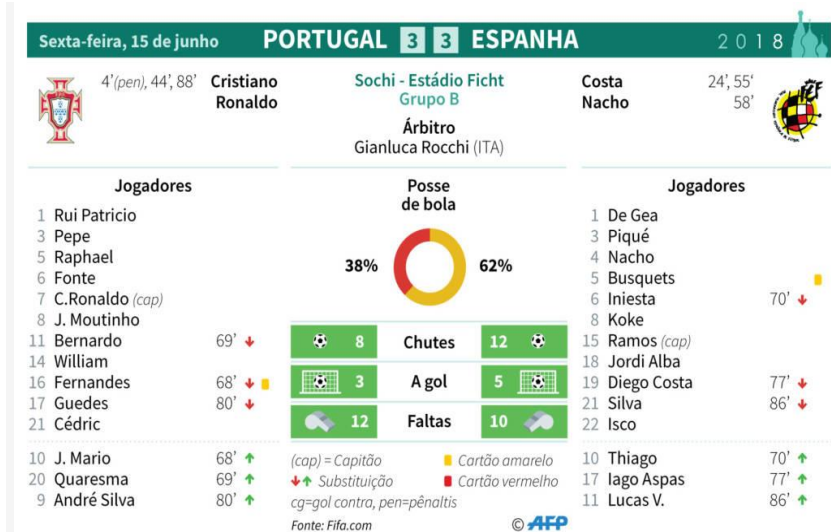 Sexta-feira, 15 de junho PORTUGAL 3 3 ESPANHA 2018
4'(pen), 44', 88' Cristiano Ronaldo
Sochi - Estádio Ficht
Grupo B
Árbitro
Gianluca Rocchi (ITA)
Costa 24', 55'
Nacho 58'
Jogadores
1 Rui Patricio
3 Pepe
5 Raphael
6 Fonte
7 C.Ronaldo (cap)
8 J. Moutinho
11 Bernardo 69'
14 William
16 Fernandes 68'
17 Guedes 80'
21 Cédric
10 J. Mario 68'
20 Quaresma 69'
9 André Silva 80'
Posse
de bola
38% 62%
8 Chutes 12
3 A gol 5
12 Faltas 10
(cap) = Capitão Cartão amarelo
Substituição Cartão vermelho
cg=gol contra, pen=pênaltis
Fonte: Fifa.com © AFP
Jogadores
1 De Gea
3 Piqué
4 Nacho
5 Busquets
6 Iniesta 70'
8 Koke
15 Ramos (cap)
18 Jordi Alba
19 Diego Costa 77'
21 Silva 86'
22 Isco
10 Thiago 70'
17 Iago Aspas 77'
11 Lucas V. 86'